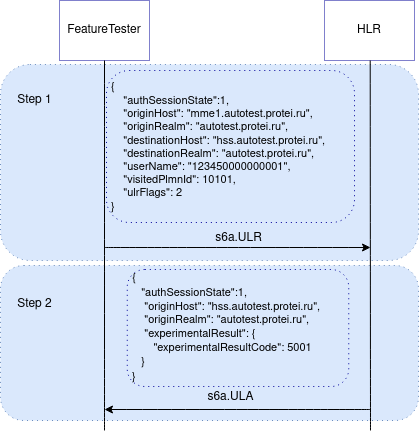 FeatureTester
HLR
Step 1
{
"authSessionState":1,
"originHost": "mme1.autotest.protei.ru",
"originRealm": "autotest.protei.ru",
"destinationHost": "hss.autotest.protei.ru",
"destinationRealm": "autotest.protei.ru",
"userName": "123450000000001",
"visitedPlmnId": 10101,
"ulrFlags": 2
}
s6a.ULR
Step 2
{
"authSessionState":1,
"originHost": "hss.autotest.protei.ru",
"originRealm": "autotest.protei.ru",
"experimentalResult": {
"experimentalResultCode": 5001
}
}
s6a.ULA